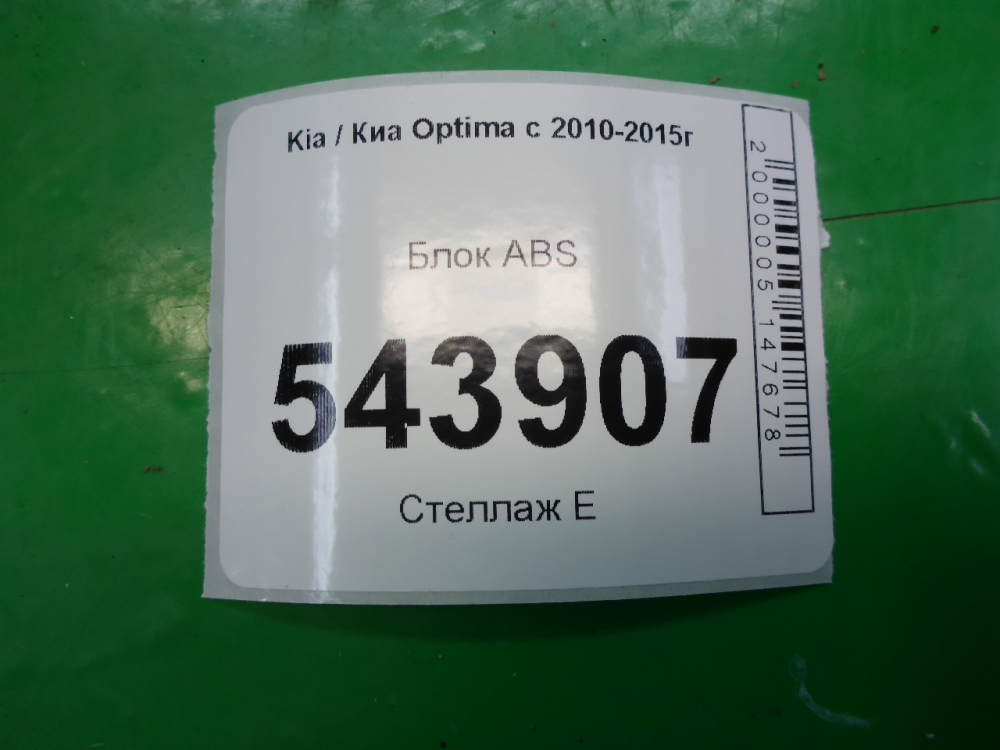 Kia / Киа Optima с 2010-2015г
Блок ABS
543907
Стеллаж Е
2000005147678